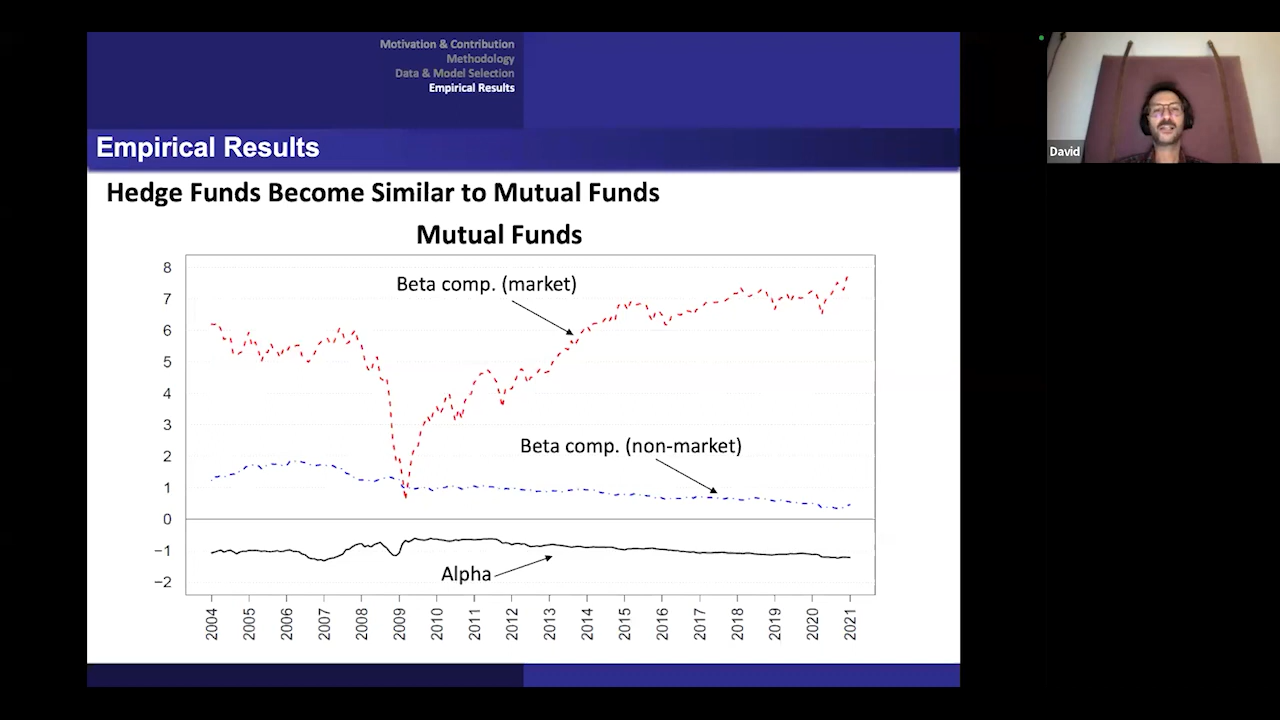 Motivation & Contribution
Methodology
Data & Model Selection
Empirical Results
Empirical Results
Hedge Funds Become Similar to Mutual Funds
Mutual Funds
Beta comp. (market)
Beta comp. (non-market)
Alpha
8
7
6
5
4
3
2
1
0
−1
−2
2004
2005
2006
2007
2008
2009
2010
2011
2012
2013
2014
2015
2016
2017
2018
2019
2020
2021
David